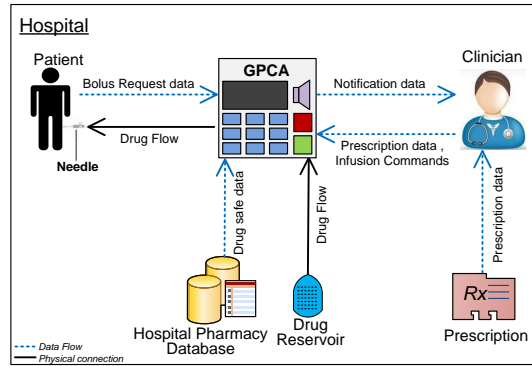 Hospital
Patient
GPCA
Clinician
Bolus Request data
Notification data
Drug Flow
Prescription data ,
Infusion Commands
Needle
Drug safe data
Drug Flow
Prescription data
Rx
Hospital Pharmacy
Database
Drug
Reservoir
Prescription
Data Flow
Physical connection